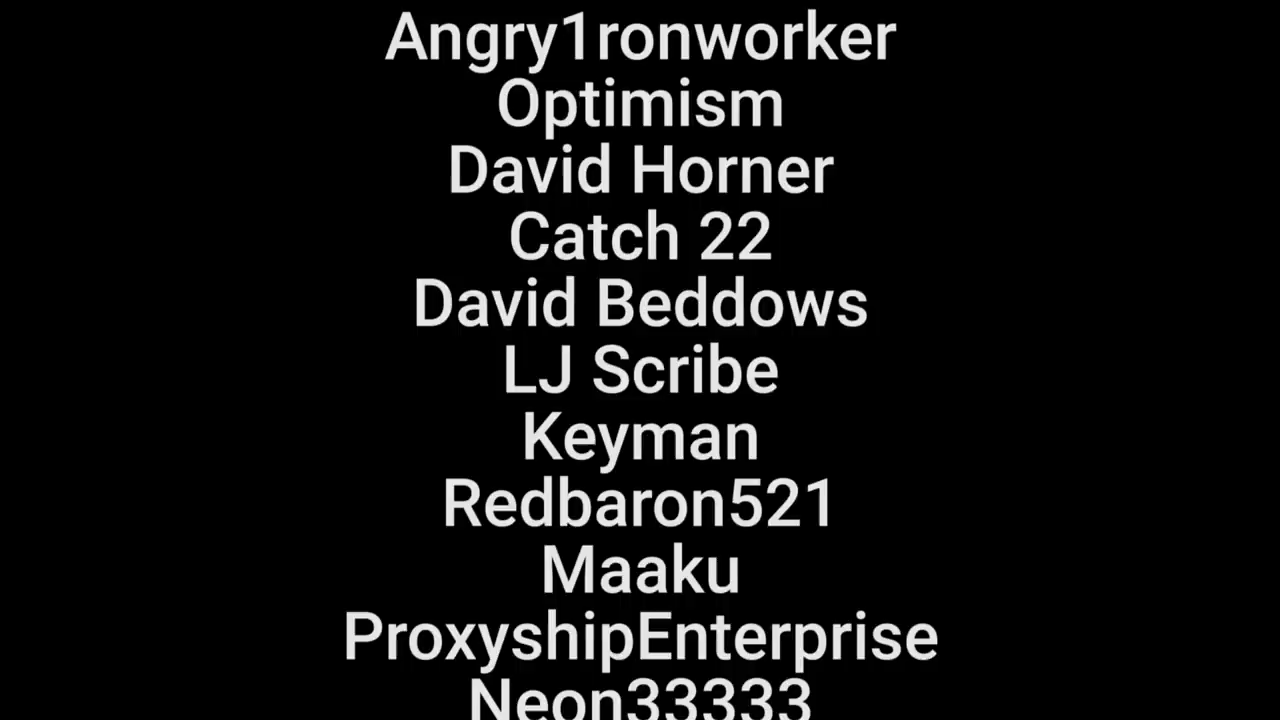 Angry1ronworker
Optimism
David Horner
Catch 22
David Beddows
LJ Scribe
Keyman
Redbaron521
Maaku
ProxyshipEnterprise
Neon33333